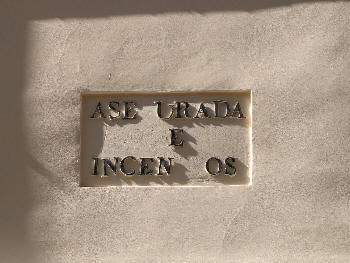 ASE URADA
E
INCEN OS